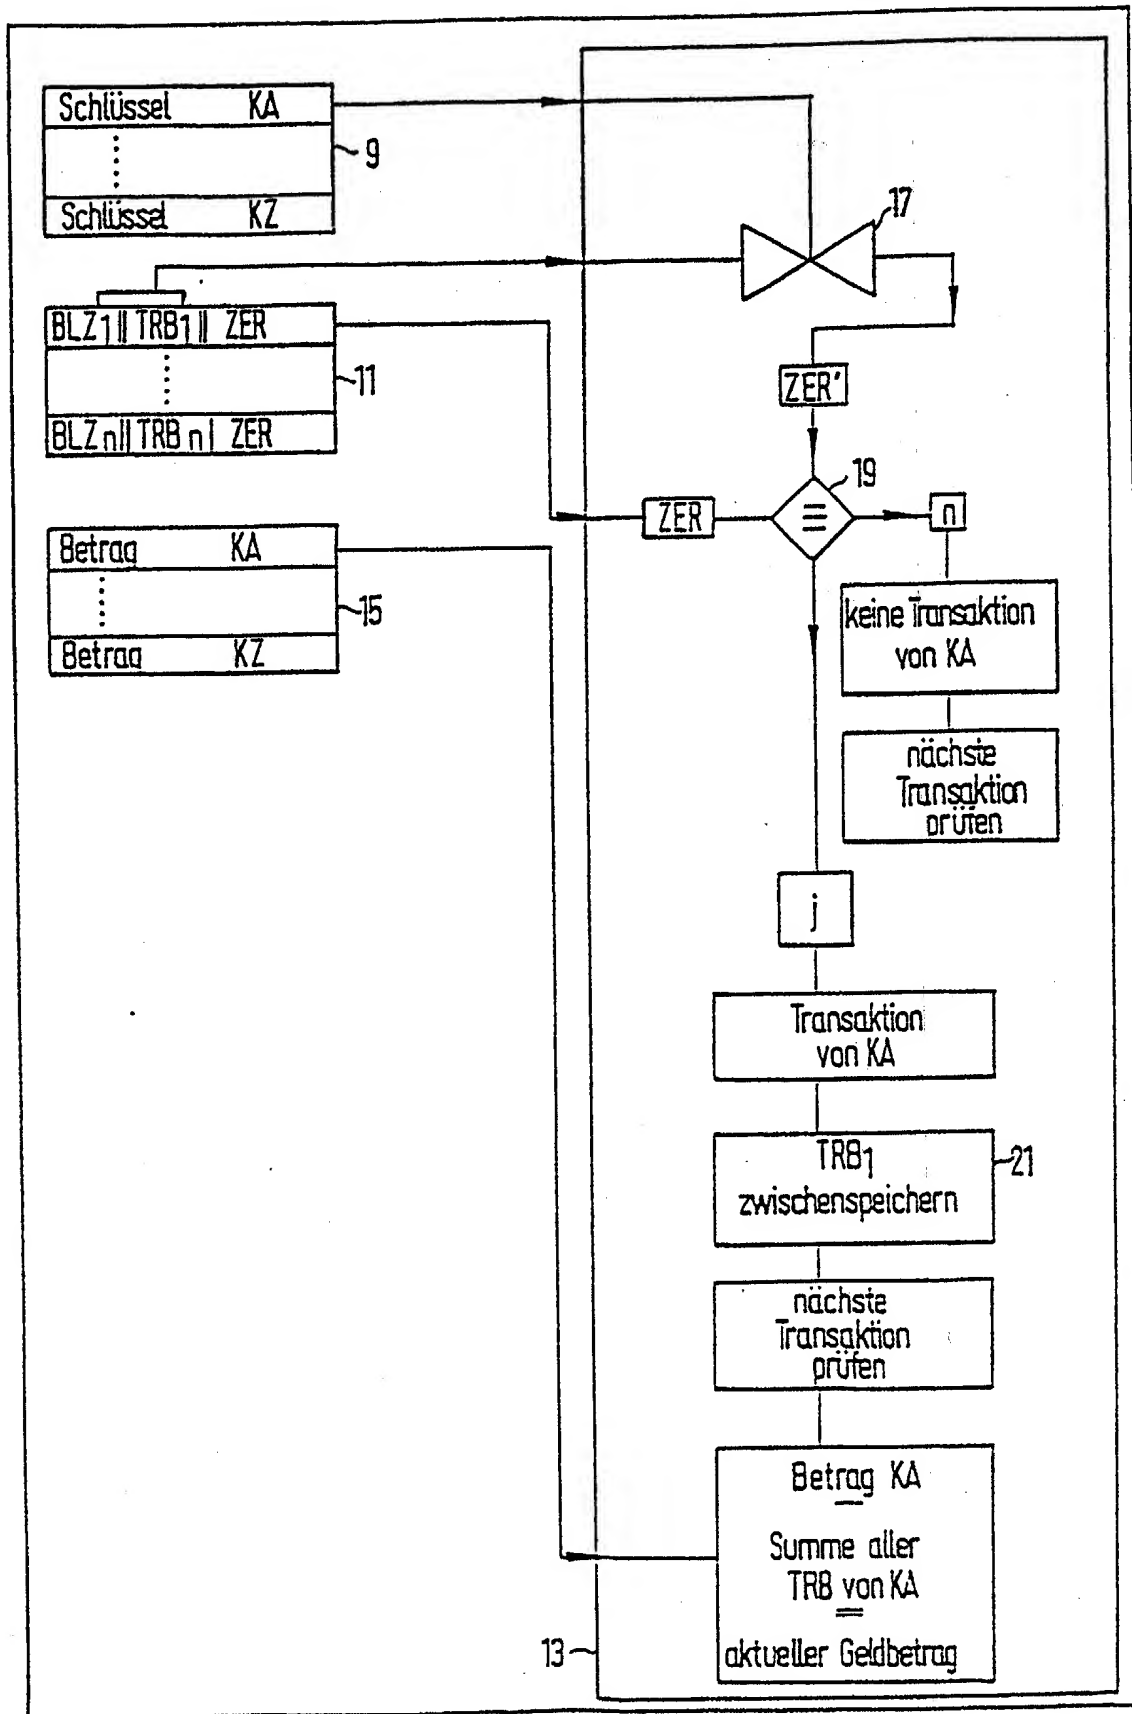 Schlüssel KA
9
Schlüssel KZ
17
BLZ1 || TRB1 || ZER
11
BLZn || TRBn | ZER
ZER'
19
ZER
≡
n
Betrag KA
15
Betrag KZ
keine Transaktion
von KA
nächste
Transaktion
prüfen
j
Transaktion
von KA
TRB1
zwischenspeichern
21
nächste
Transaktion
prüfen
Betrag KA
—
Summe aller
TRB von KA
=
aktueller Geldbetrag
13